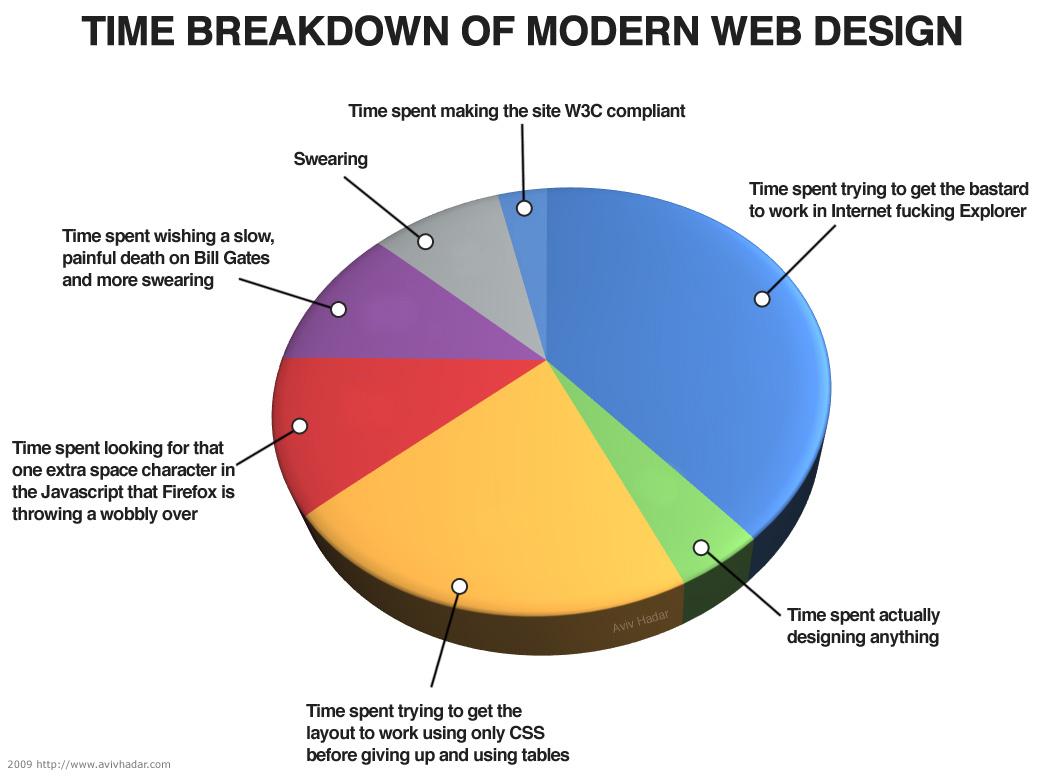 TIME BREAKDOWN OF MODERN WEB DESIGN
Time spent making the site W3C compliant
Swearing
Time spent trying to get the bastard
to work in Internet fucking Explorer
Time spent wishing a slow,
painful death on Bill Gates
and more swearing
Time spent looking for that
one extra space character in
the Javascript that Firefox is
throwing a wobbly over
Time spent actually
designing anything
Aviv Hadar
Time spent trying to get the
layout to work using only CSS
before giving up and using tables
2009 http://www.avivhadar.com